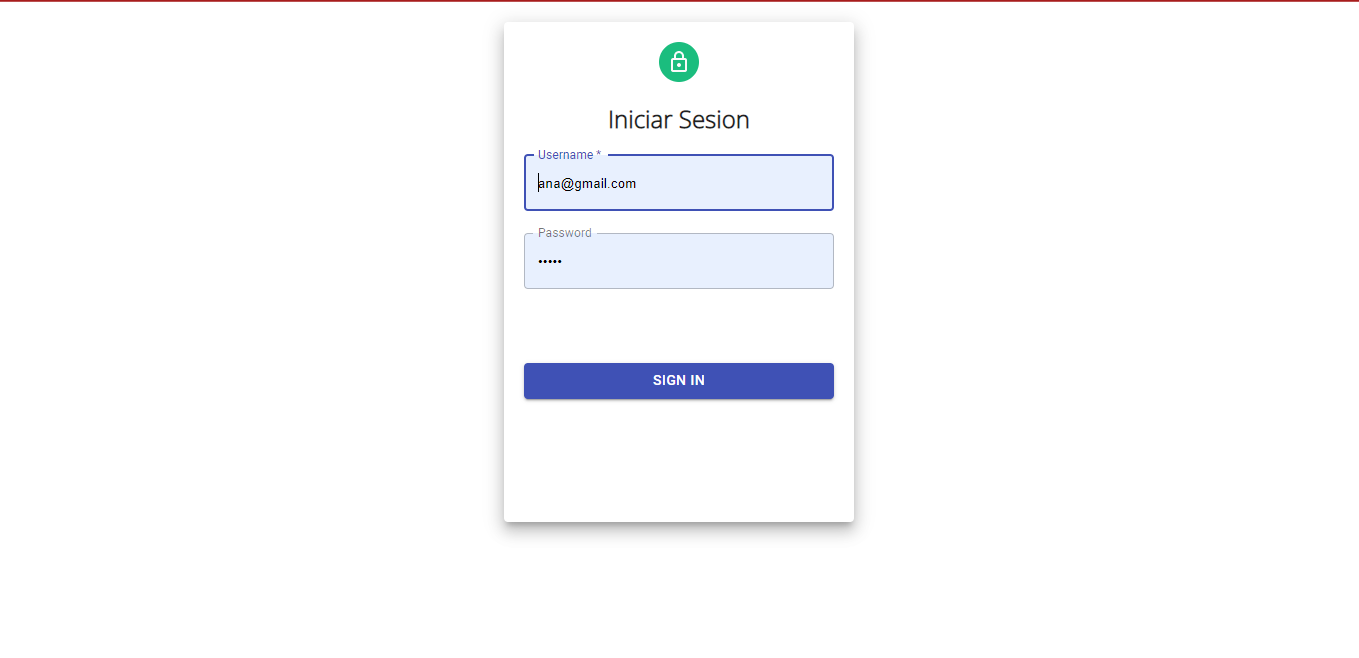 Iniciar Sesion
Username *
ana@gmail.com
Password
•••••
SIGN IN